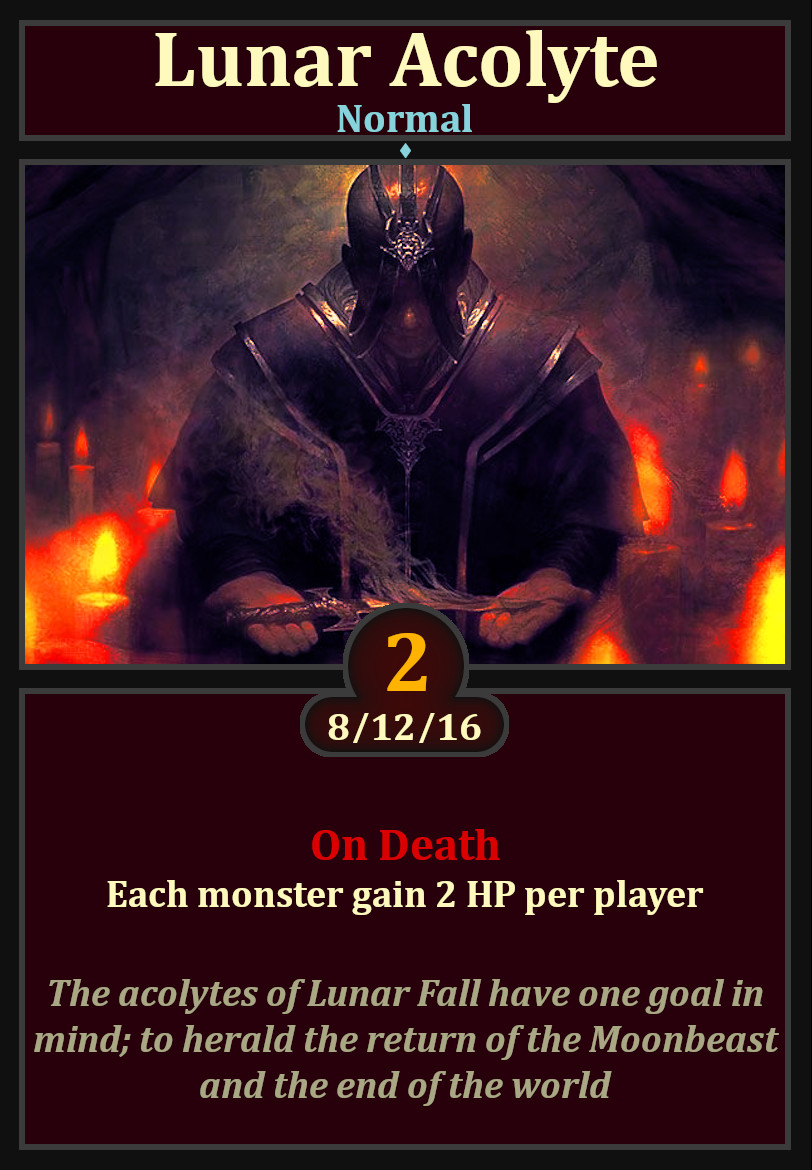 Lunar Acolyte
Normal
2
8/12/16
On Death
Each monster gain 2 HP per player
The acolytes of Lunar Fall have one goal in
mind; to herald the return of the Moonbeast
and the end of the world